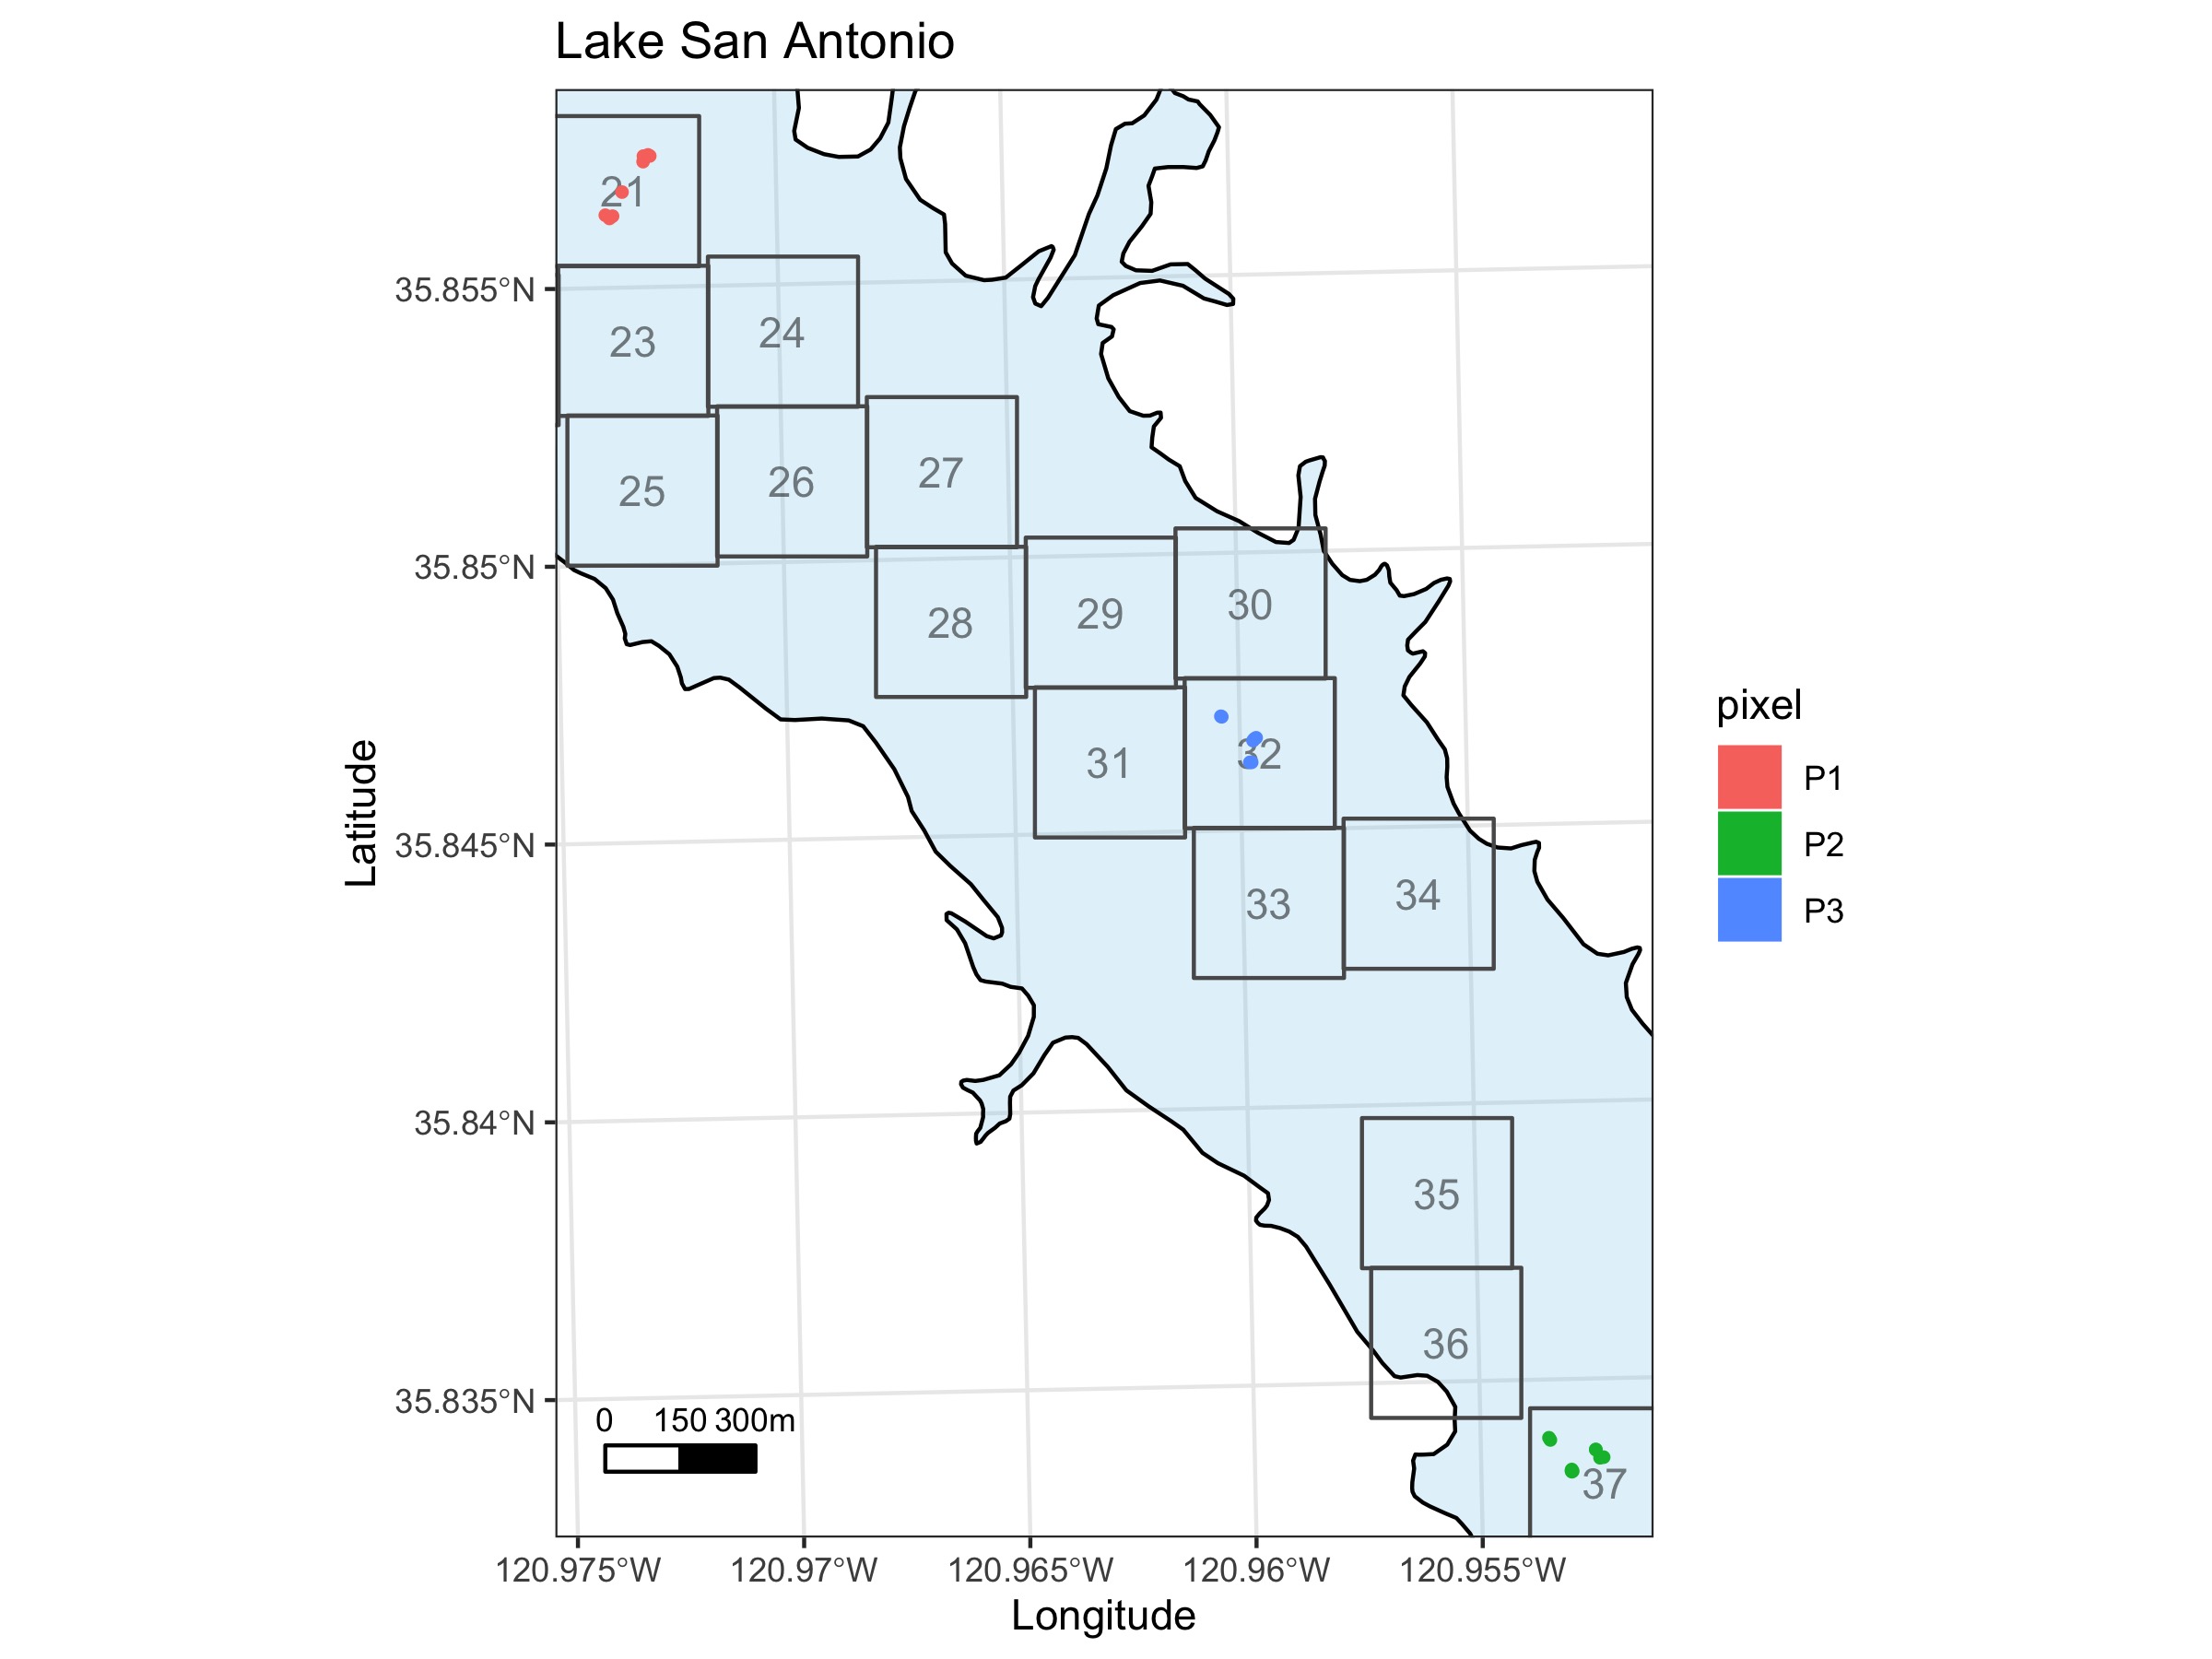 Lake San Antonio
21
35.855°N
23
24
25
26
27
35.85°N
28
29
30
31
32
Latitude
35.845°N
33
34
35.84°N
35
36
35.835°N
0 150 300m
37
120.975°W 120.97°W 120.965°W 120.96°W 120.955°W
Longitude
pixel
P1
P2
P3